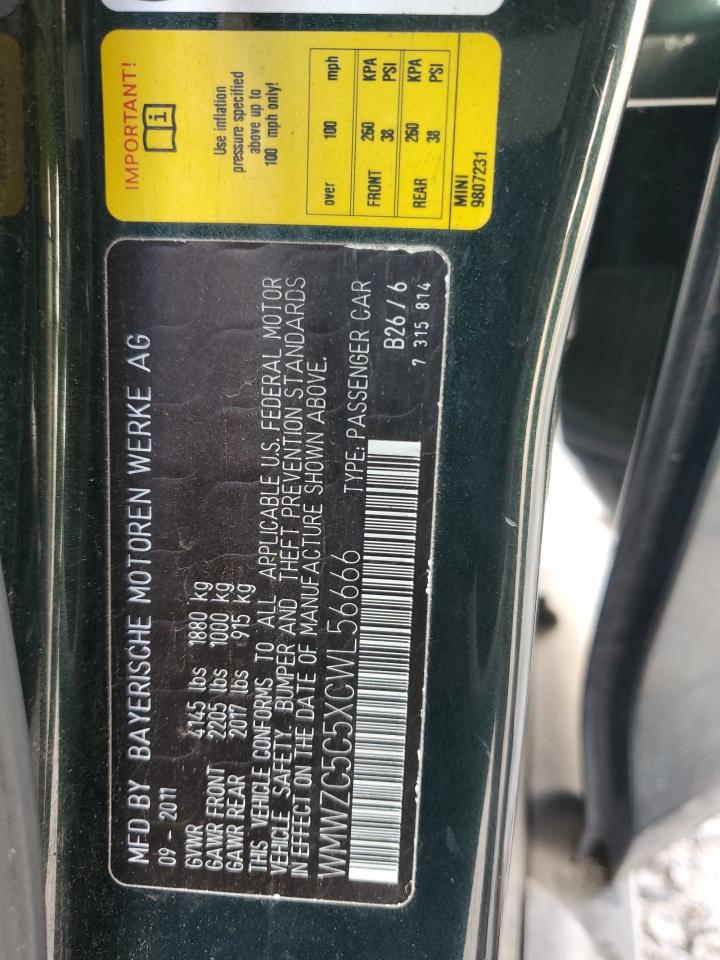 MFD BY BAYERISCHE MOTOREN WERKE AG
09 - 2011
GVWR 4145 lbs 1880 kg
GAWR FRONT 2205 lbs 1000 kg
GAWR REAR 2017 lbs 915 kg
THIS VEHICLE CONFORMS TO ALL APPLICABLE U.S. FEDERAL MOTOR
VEHICLE SAFETY, BUMPER AND THEFT PREVENTION STANDARDS
IN EFFECT ON THE DATE OF MANUFACTURE SHOWN ABOVE.
WMWZC5C5XCWL56666 TYPE: PASSENGER CAR
B26 / 6
7 315 814
IMPORTANT!
i
Use inflation
pressure specified
above up to
100 mph only!
over 100 mph
FRONT 260 KPA
38 PSI
REAR 260 KPA
38 PSI
MINI
9807231